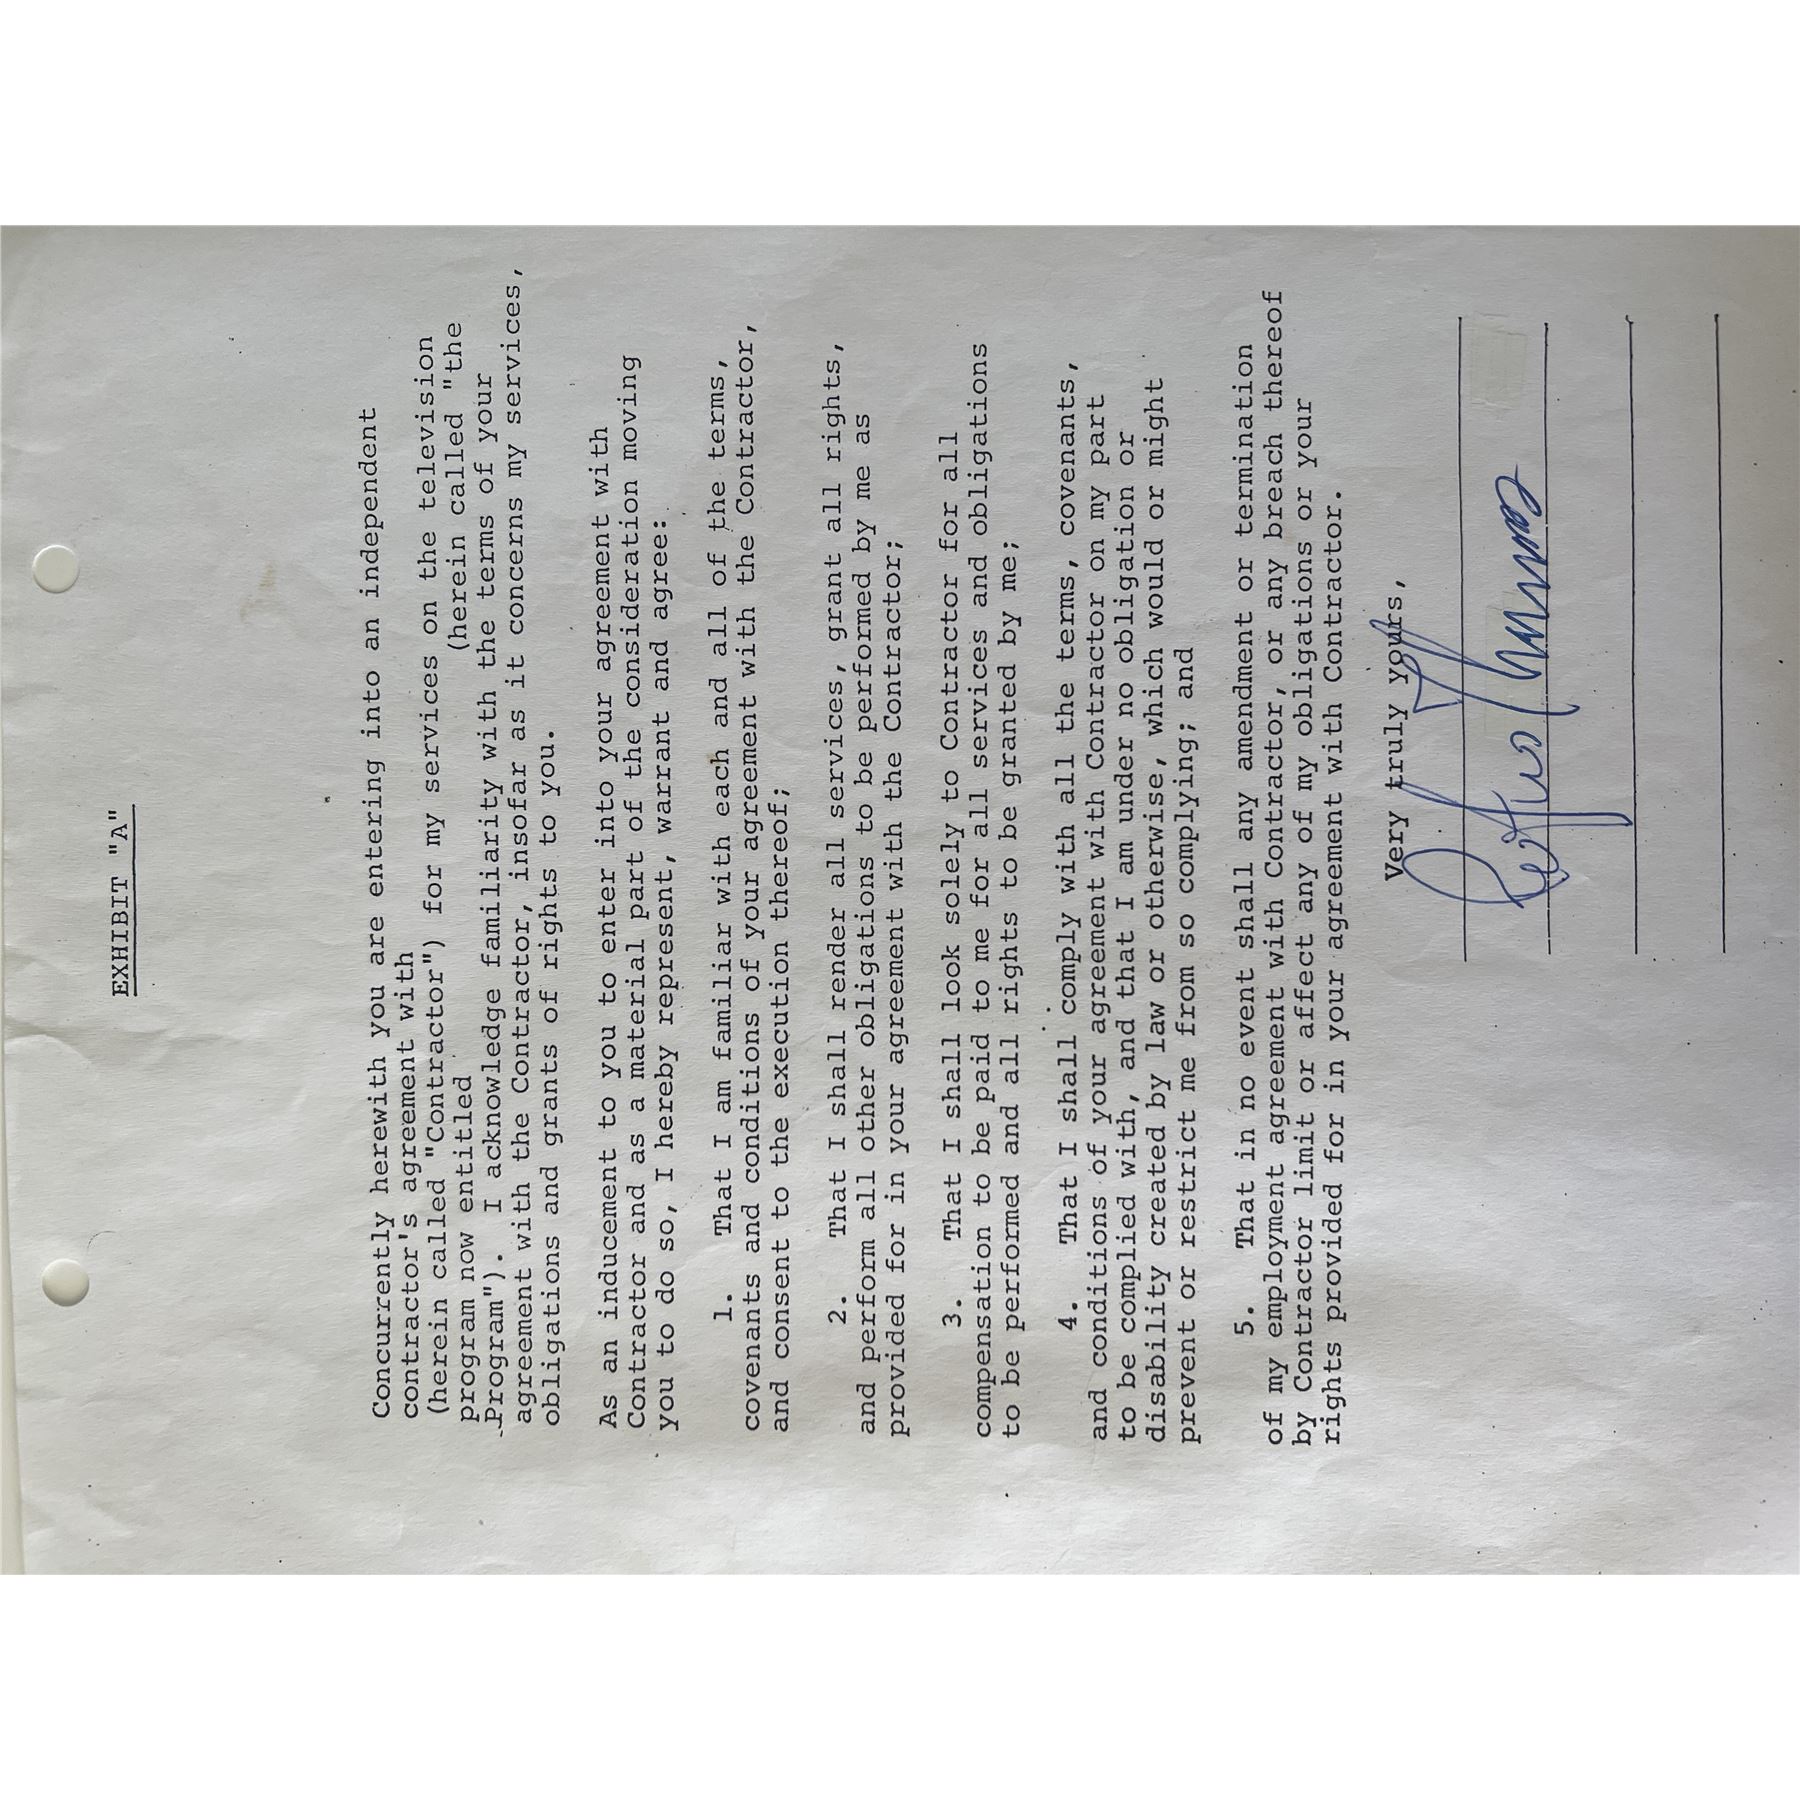 EXHIBIT "A"
Concurrently herewith you are entering into an independent
contractor's agreement with
(herein called "Contractor") for my services on the television
program now entitled (herein called "the
Program"). I acknowledge familiarity with the terms of your
agreement with the Contractor, insofar as it concerns my services,
obligations and grants of rights to you.
As an inducement to you to enter into your agreement with
Contractor and as a material part of the consideration moving
you to do so, I hereby represent, warrant and agree:
1. That I am familiar with each and all of the terms,
covenants and conditions of your agreement with the Contractor,
and consent to the execution thereof;
2. That I shall render all services, grant all rights,
and perform all other obligations to be performed by me as
provided for in your agreement with the Contractor;
3. That I shall look solely to Contractor for all
compensation to be paid to me for all services and obligations
to be performed and all rights to be granted by me;
4. That I shall comply with all the terms, covenants,
and conditions of your agreement with Contractor on my part
to be complied with, and that I am under no obligation or
disability created by law or otherwise, which would or might
prevent or restrict me from so complying; and
5. That in no event shall any amendment or termination
of my employment agreement with Contractor, or any breach thereof
by Contractor limit or affect any of my obligations or your
rights provided for in your agreement with Contractor.
Very truly yours,